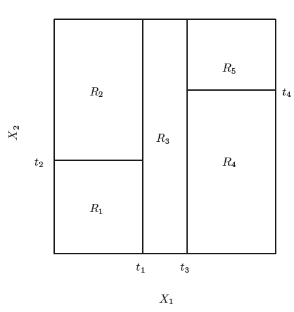 R₅
R₂
t₄
X₂
R₃
t₂
R₄
R₁
t₁
t₃
X₁